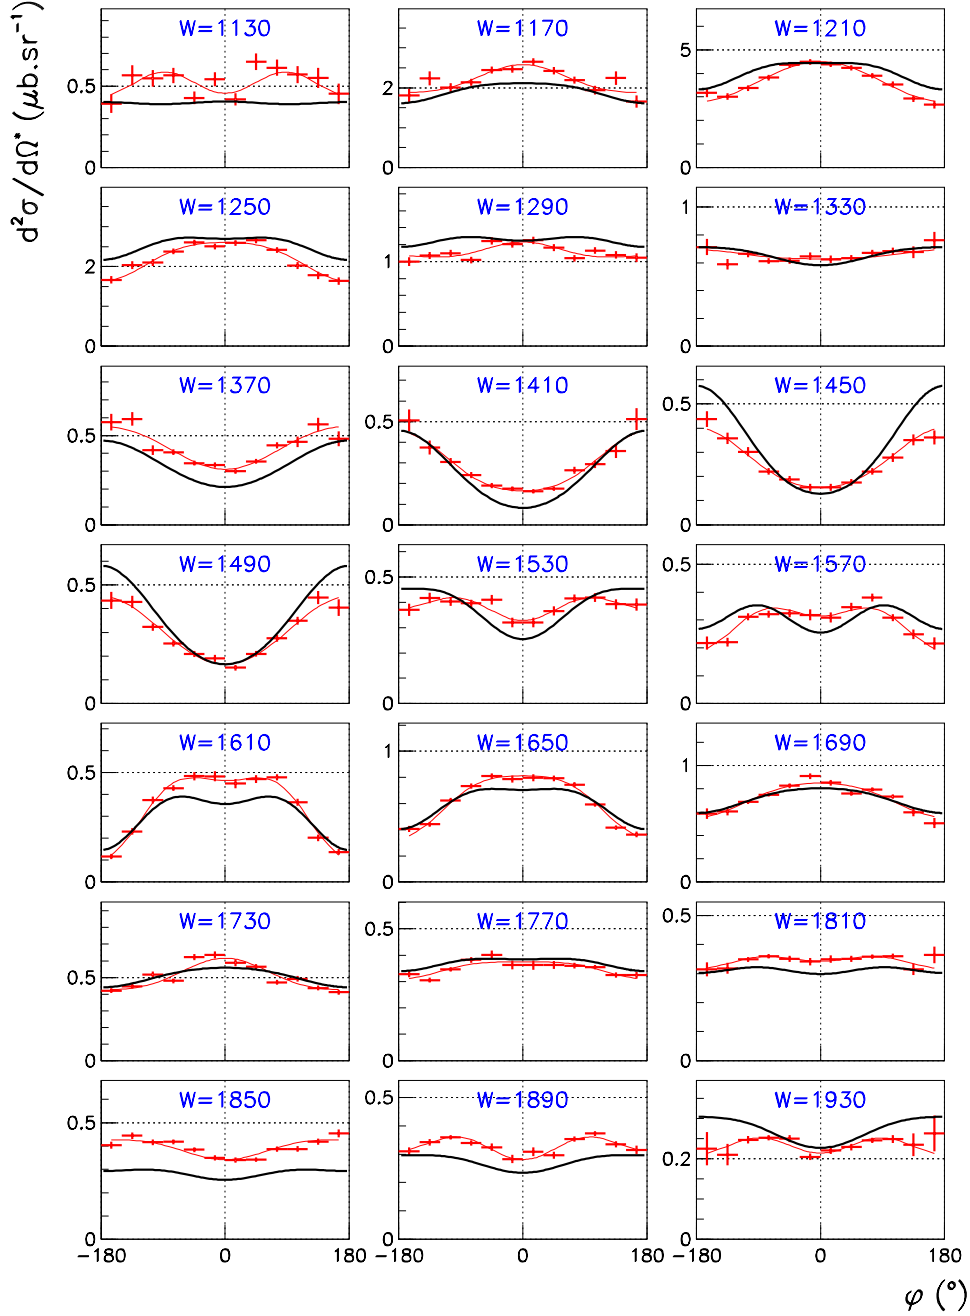 d²σ/dΩ* (μb.sr⁻¹)
W=1130
W=1170
W=1210
0.5
0
2
0
5
0
W=1250
W=1290
W=1330
2
0
1
0
1
0
W=1370
W=1410
W=1450
0.5
0
0.5
0
0.5
0
W=1490
W=1530
W=1570
0.5
0
0.5
0
0.5
0
W=1610
W=1650
W=1690
0.5
0
1
0
1
0
W=1730
W=1770
W=1810
0.5
0
0.5
0
0.5
0
W=1850
W=1890
W=1930
0.5
0
0.5
0
0.2
0
-180 0 180
-180 0 180
-180 0 180
φ (°)